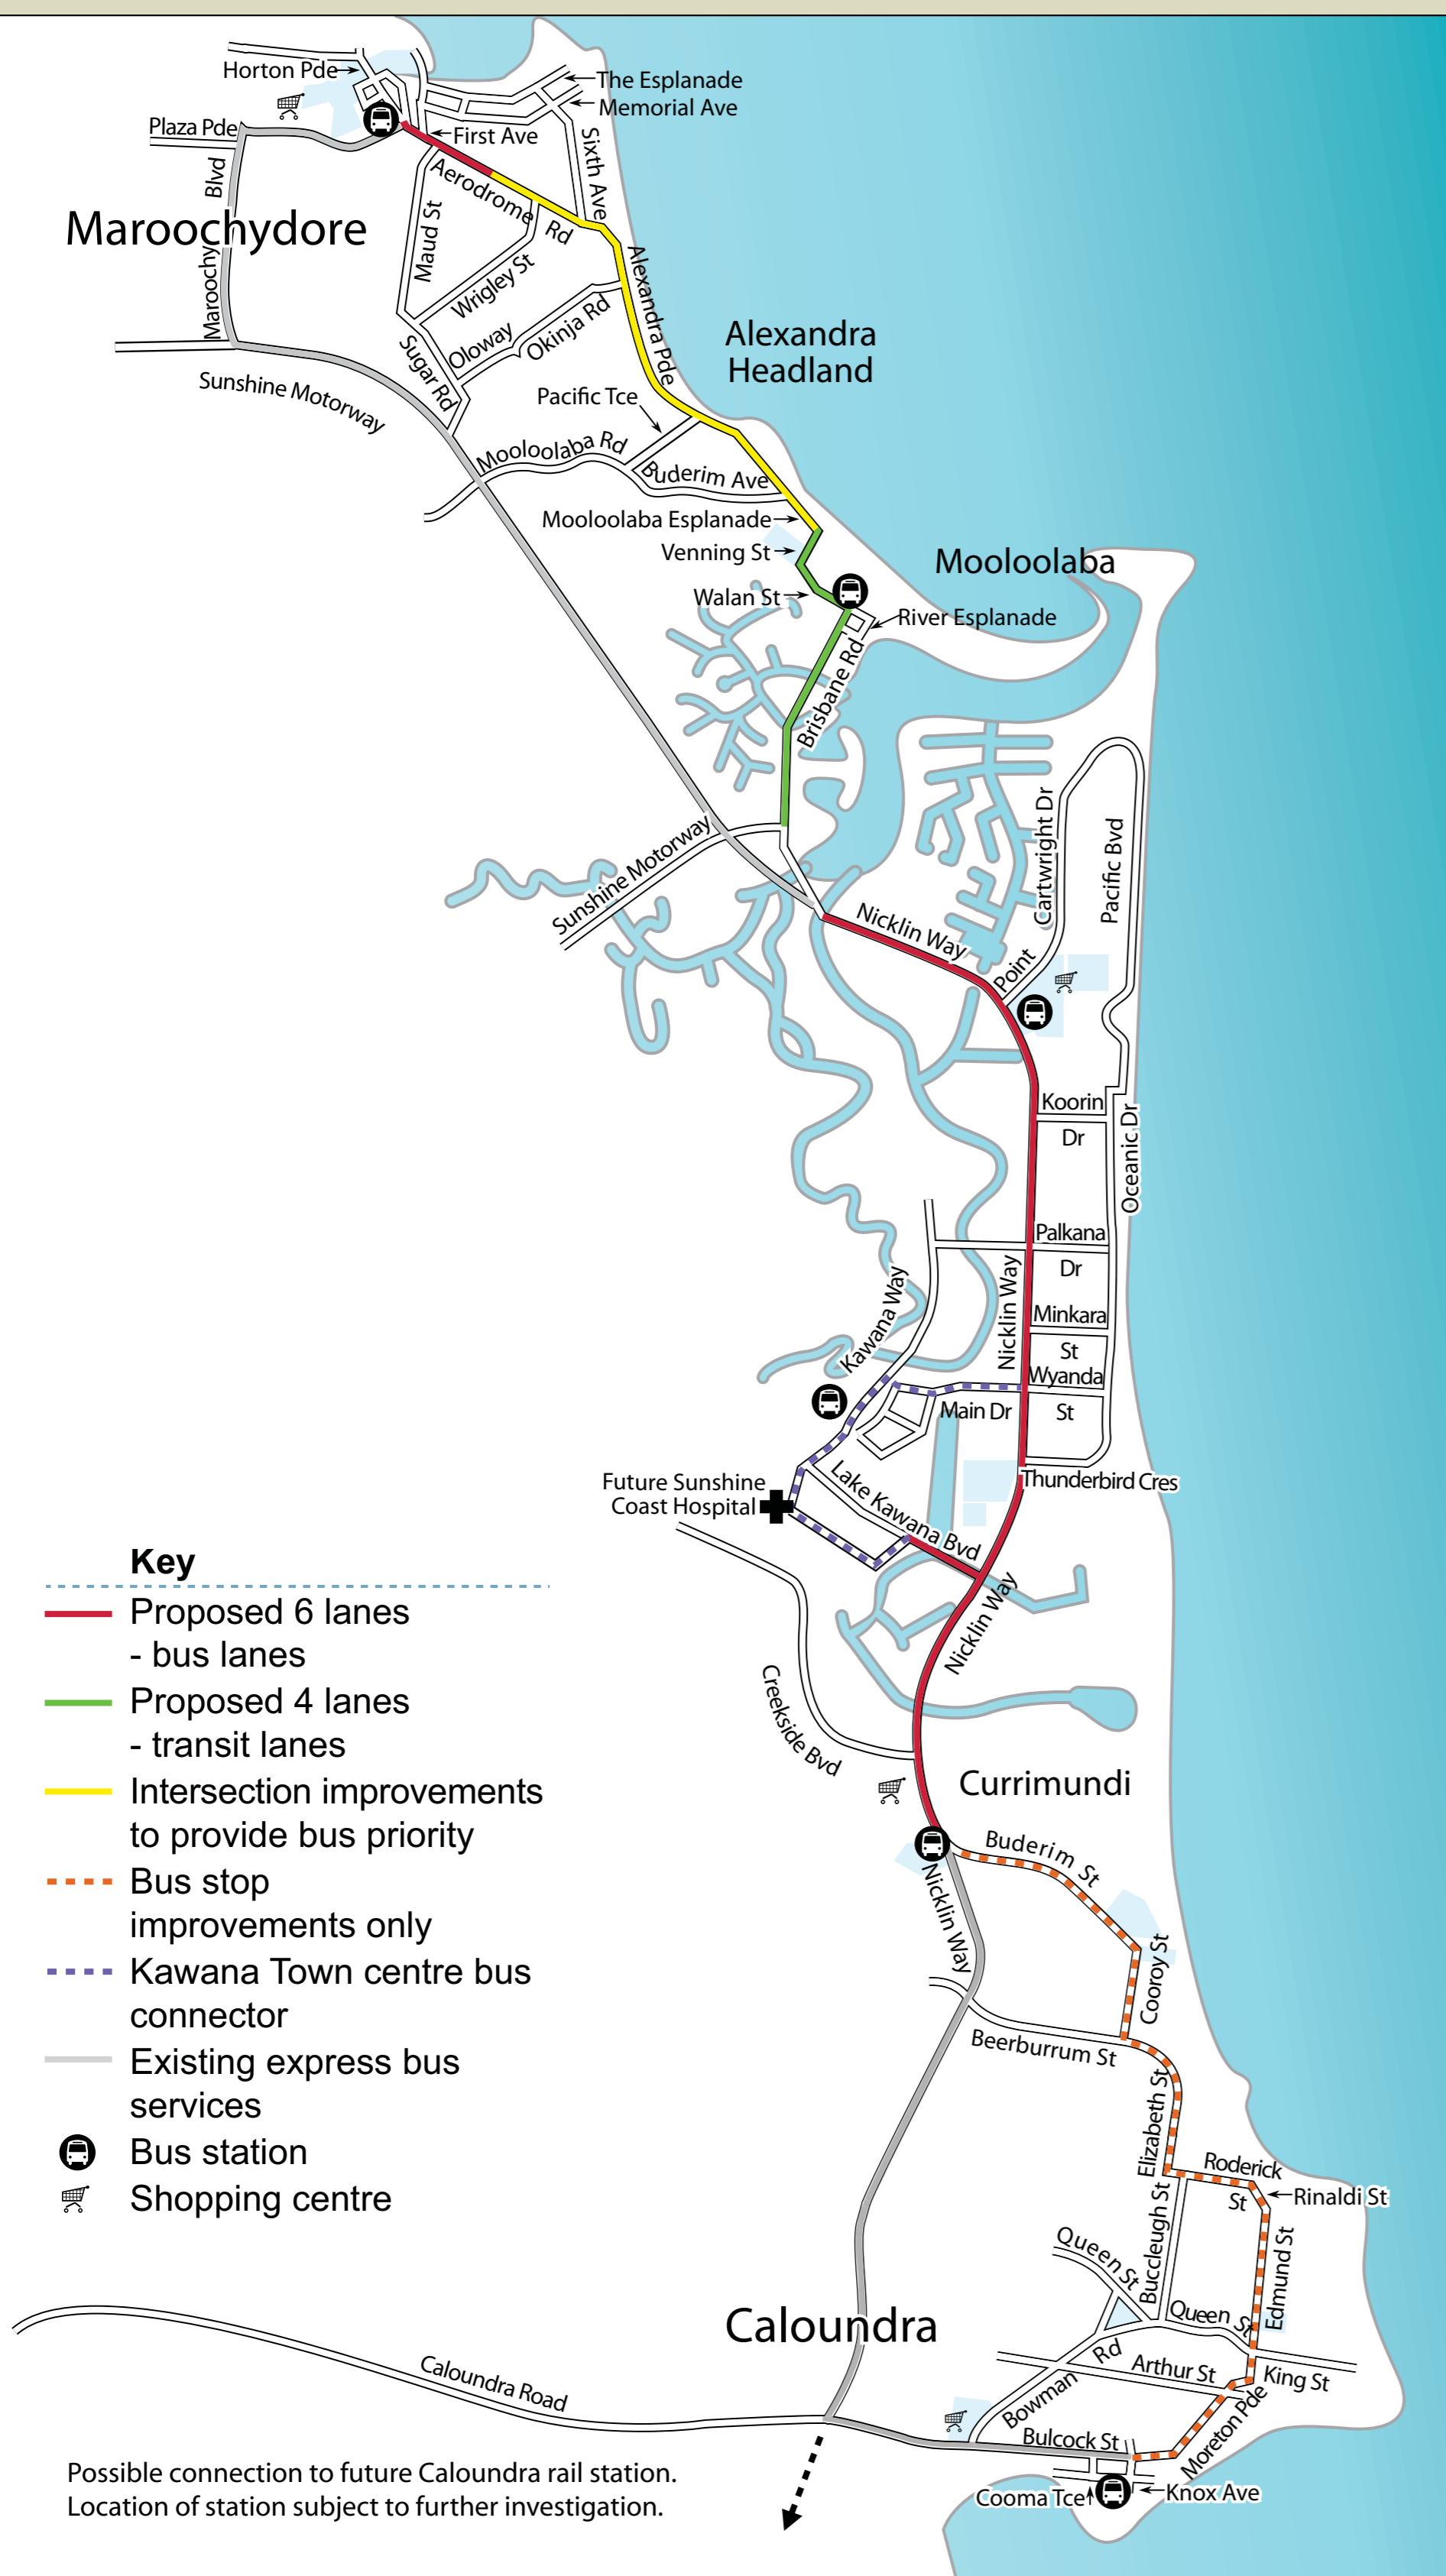 Horton Pde
The Esplanade
Memorial Ave
Plaza Pde
First Ave
Sixth Ave
Aerodrome
Rd
Maroochydore
Maroochy
Blvd
Maud St
Wrigley St
Alexandra Pde
Oloway
Okinja Rd
Sugar Rd
Sunshine Motorway
Alexandra
Headland
Pacific Tce
Mooloolaba Rd
Buderim Ave
Mooloolaba Esplanade
Venning St
Mooloolaba
Walan St
River Esplanade
Brisbane Rd
Sunshine Motorway
Nicklin Way
Point
Cartwright Dr
Pacific Bvd
Koorin
Dr
Oceanic Dr
Palkana
Dr
Nicklin Way
Minkara
St
Kawana Way
Wyanda
St
Main Dr
Thunderbird Cres
Future Sunshine
Coast Hospital
Lake Kawana Bvd
Nicklin Way
Creekside Bvd
Currimundi
Key
Proposed 6 lanes
- bus lanes
Proposed 4 lanes
- transit lanes
Intersection improvements
to provide bus priority
Bus stop
improvements only
Kawana Town centre bus
connector
Existing express bus
services
Bus station
Shopping centre
Buderim St
Nicklin Way
Cooroy St
Beerburrum St
Elizabeth St
Roderick
St
Rinaldi St
Buccleugh St
Edmund St
Queen St
Queen St
Caloundra
Bowman
Rd
Arthur St
King St
Caloundra Road
Moreton Pde
Bulcock St
Cooma Tce
Knox Ave
Possible connection to future Caloundra rail station.
Location of station subject to further investigation.